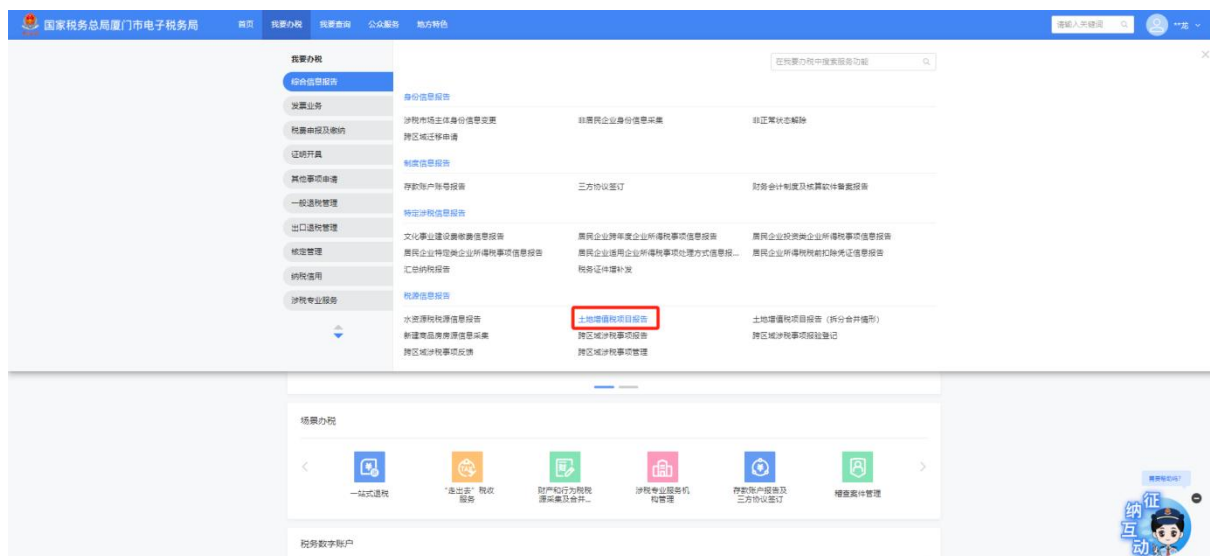 国家税务总局厦门市电子税务局
首页 我要办税 我要查询 公众服务 地方特色
请输入关键词
**龙
我要办税
在我要办税中搜索服务功能
综合信息报告
发票业务
税费申报及缴纳
证明开具
其他事项申请
一般退税管理
出口退税管理
核定管理
纳税信用
涉税专业服务
身份信息报告
涉税市场主体身份信息变更 非居民企业身份信息采集 非正常状态解除
跨区域迁移申请
制度信息报告
存款账户账号报告 三方协议签订 财务会计制度及核算软件备案报告
特定涉税信息报告
文化事业建设费缴费信息报告 居民企业跨年度企业所得税事项信息报告 居民企业投资类企业所得税事项信息报告
居民企业特定类企业所得税事项信息报告 居民企业适用企业所得税事项处理方式信息报... 居民企业所得税税前扣除凭证信息报告
汇总纳税报告 税务证件增补发
税源信息报告
水资源税税源信息报告 土地增值税项目报告 土地增值税项目报告（拆分合并情形）
新建商品房房源信息采集 跨区域涉税事项报告 跨区域涉税事项报验登记
跨区域涉税事项反馈 跨区域涉税事项管理
场景办税
一站式退税
"走出去"税收
服务
财产和行为税税
源采集及合并...
涉税专业服务机
构管理
存款账户报告及
三方协议签订
稽查案件管理
税务数字账户
征纳互动